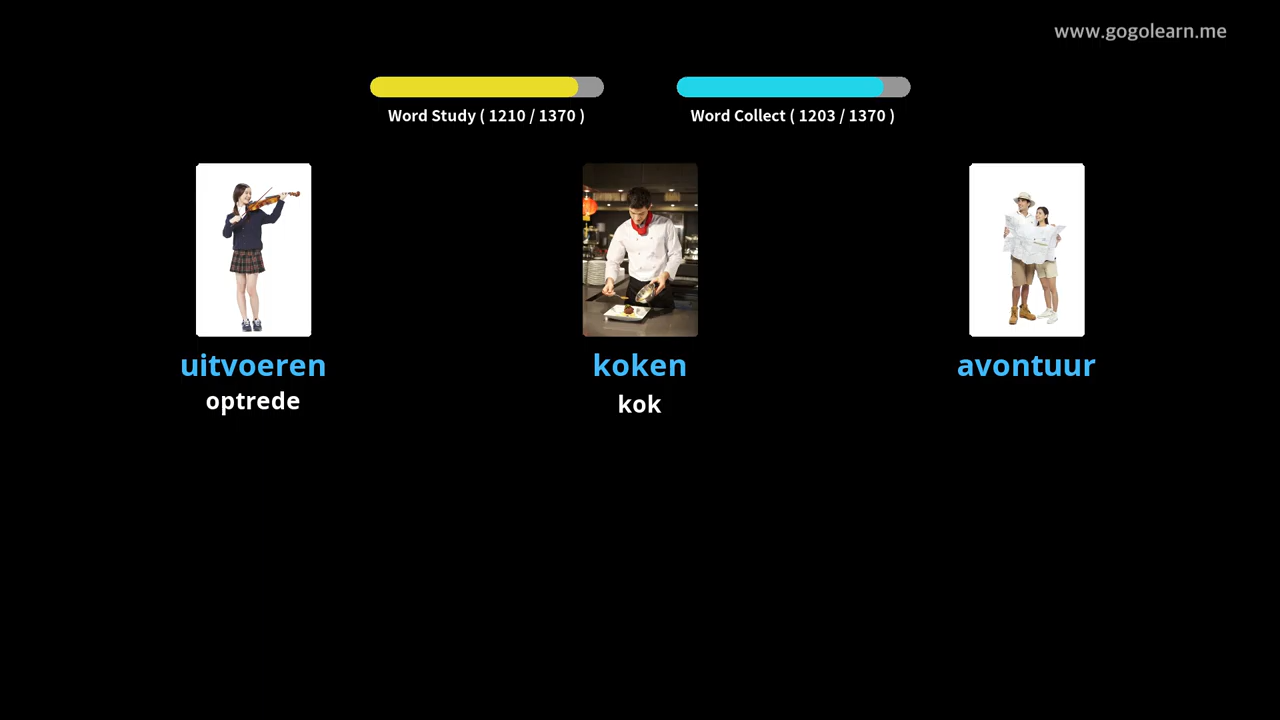 www.gogolearn.me
Word Study ( 1210 / 1370 )
Word Collect ( 1203 / 1370 )
uitvoeren
optrede
koken
kok
avontuur